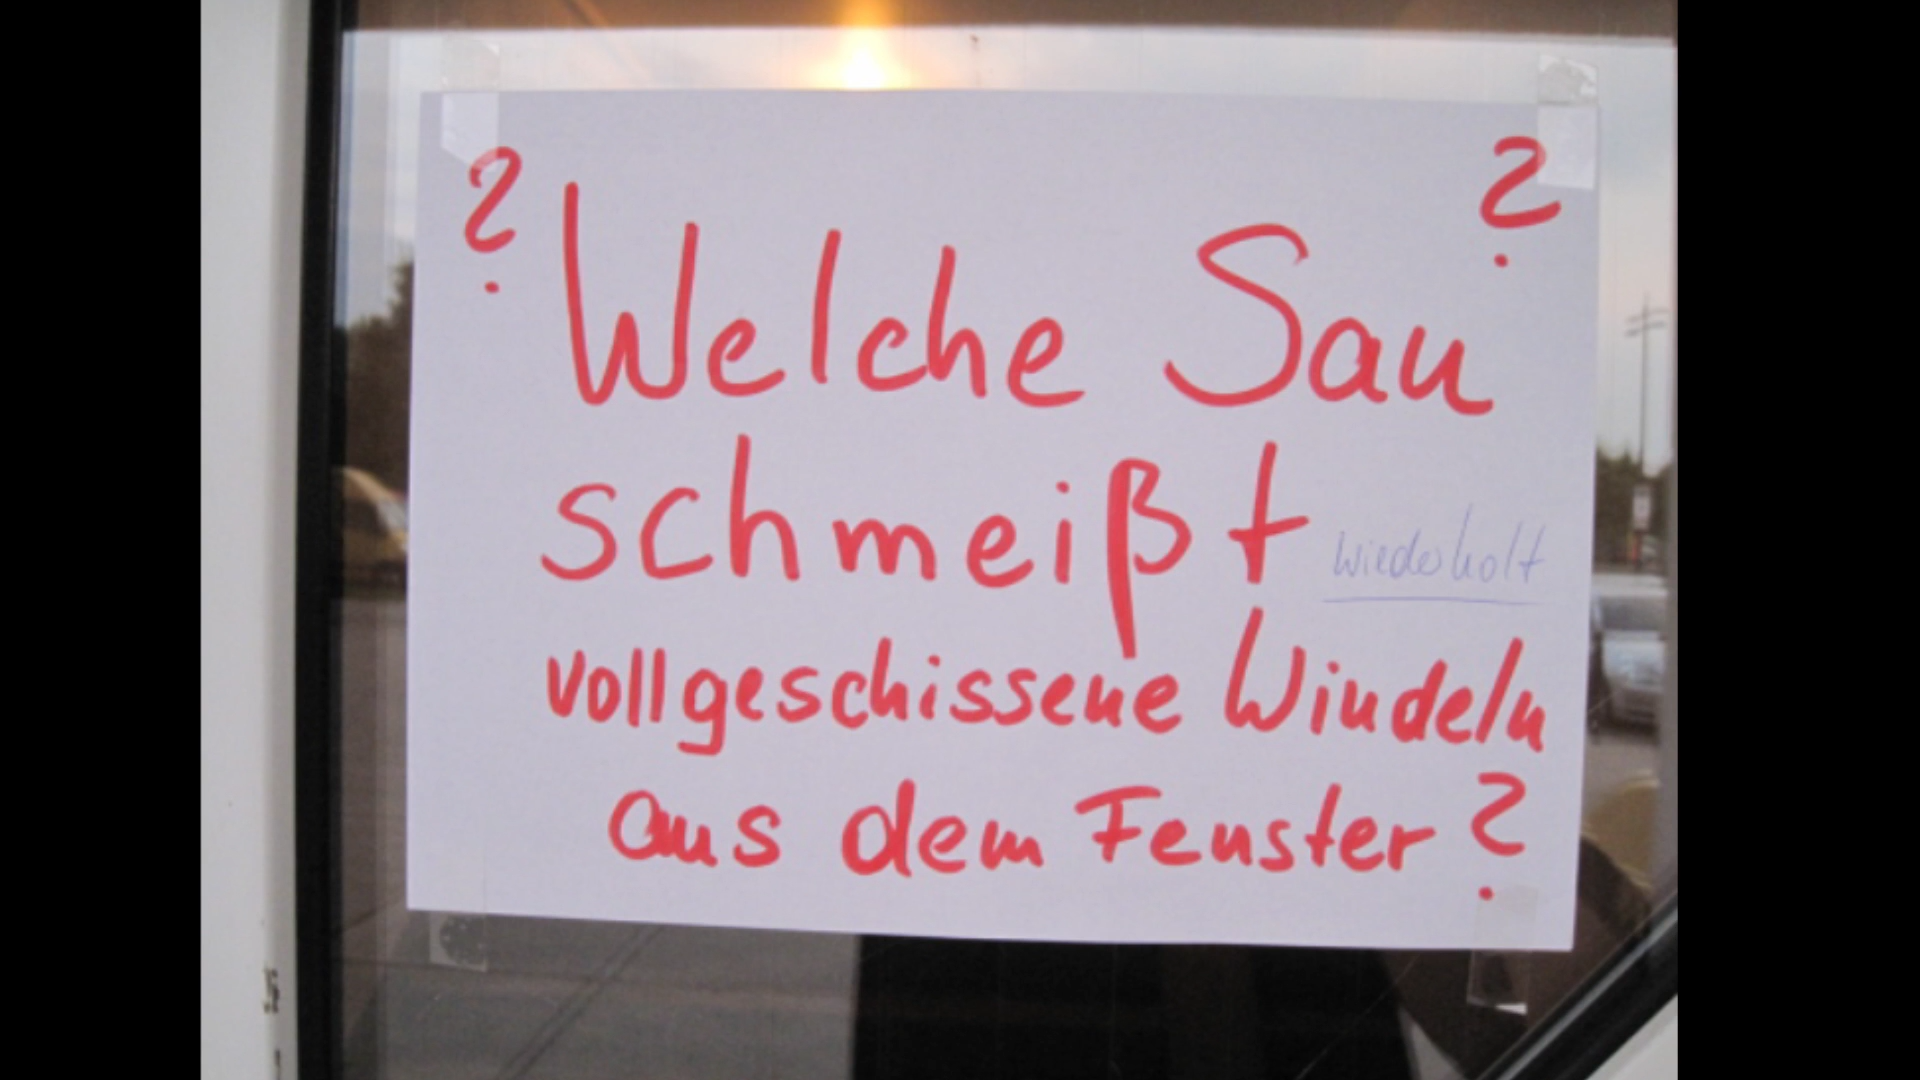 ? Welche Sau ?
schmeißt wiederholt
vollgeschissene Windeln
aus dem Fenster?